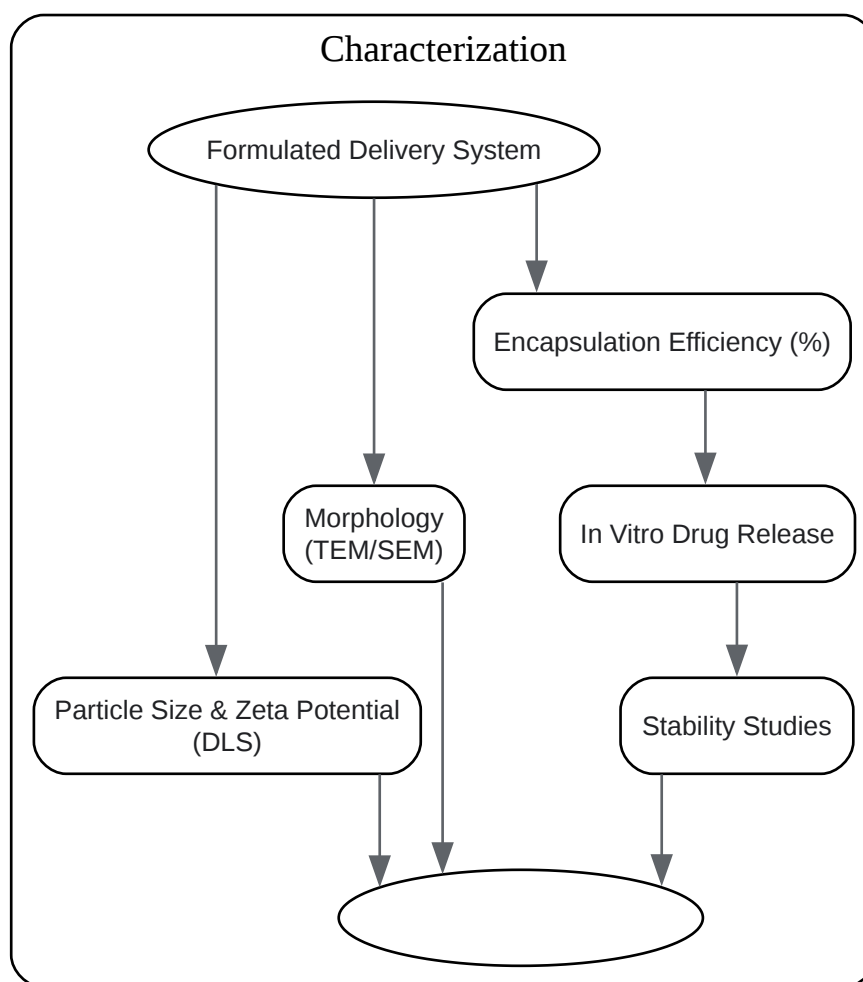 Characterization
Formulated Delivery System
Encapsulation Efficiency (%)
Morphology
(TEM/SEM)
In Vitro Drug Release
Particle Size & Zeta Potential
(DLS)
Stability Studies